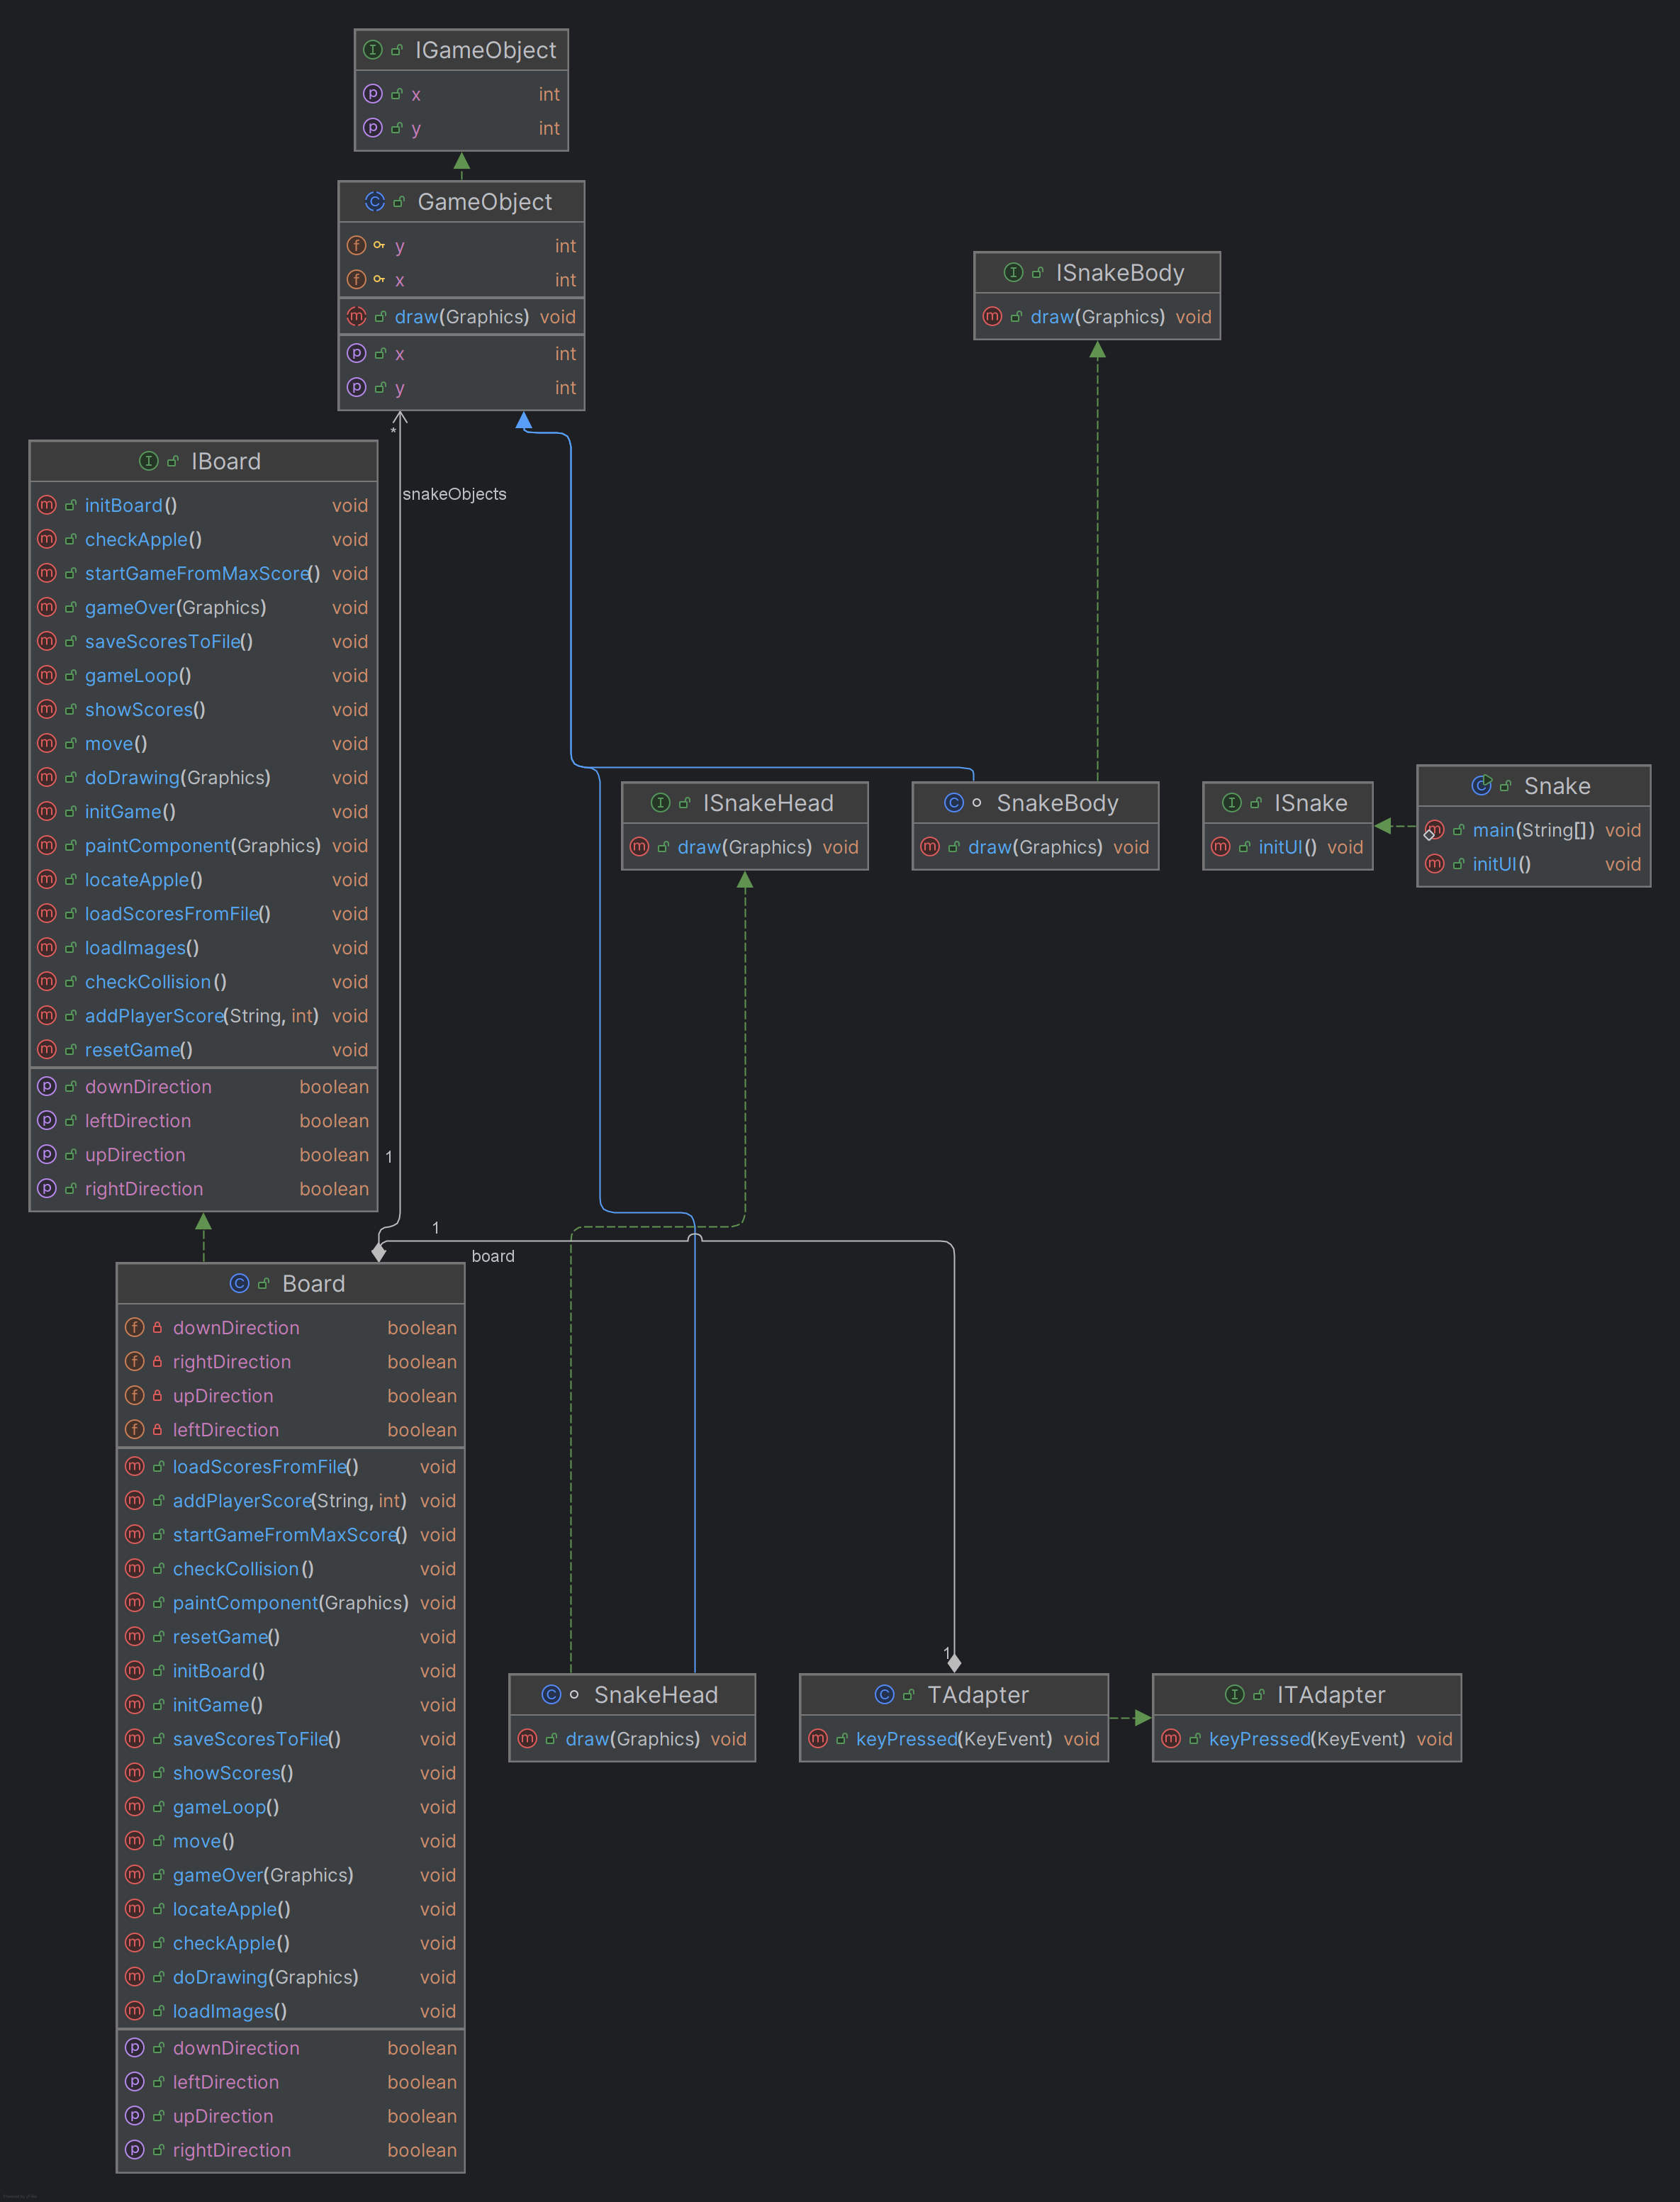 IGameObject
x int
y int
GameObject
y int
x int
draw(Graphics) void
x int
y int
ISnakeBody
draw(Graphics) void
*
snakeObjects
IBoard
initBoard() void
checkApple() void
startGameFromMaxScore() void
gameOver(Graphics) void
saveScoresToFile() void
gameLoop() void
showScores() void
move() void
doDrawing(Graphics) void
initGame() void
paintComponent(Graphics) void
locateApple() void
loadScoresFromFile() void
loadImages() void
checkCollision() void
addPlayerScore(String, int) void
resetGame() void
downDirection boolean
leftDirection boolean
upDirection boolean
rightDirection boolean
ISnakeHead
draw(Graphics) void
SnakeBody
draw(Graphics) void
ISnake
initUI() void
Snake
main(String[]) void
initUI() void
1
1
board
Board
downDirection boolean
rightDirection boolean
upDirection boolean
leftDirection boolean
loadScoresFromFile() void
addPlayerScore(String, int) void
startGameFromMaxScore() void
checkCollision() void
paintComponent(Graphics) void
resetGame() void
initBoard() void
initGame() void
saveScoresToFile() void
showScores() void
gameLoop() void
move() void
gameOver(Graphics) void
locateApple() void
checkApple() void
doDrawing(Graphics) void
loadImages() void
downDirection boolean
leftDirection boolean
upDirection boolean
rightDirection boolean
SnakeHead
draw(Graphics) void
1
TAdapter
keyPressed(KeyEvent) void
ITAdapter
keyPressed(KeyEvent) void